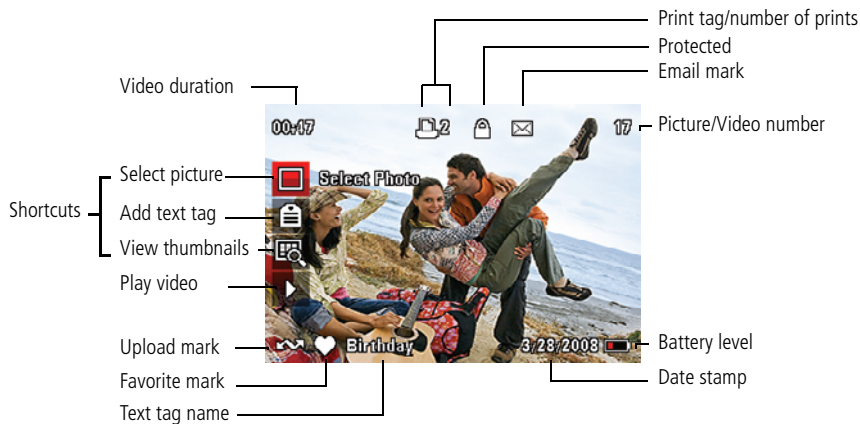 Print tag/number of prints
Protected
Email mark
Video duration
00:47
2
17
Picture/Video number
Select picture
Select Photo
Shortcuts
Add text tag
View thumbnails
Play video
Upload mark
Birthday
3/28/2008
Battery level
Favorite mark
Date stamp
Text tag name